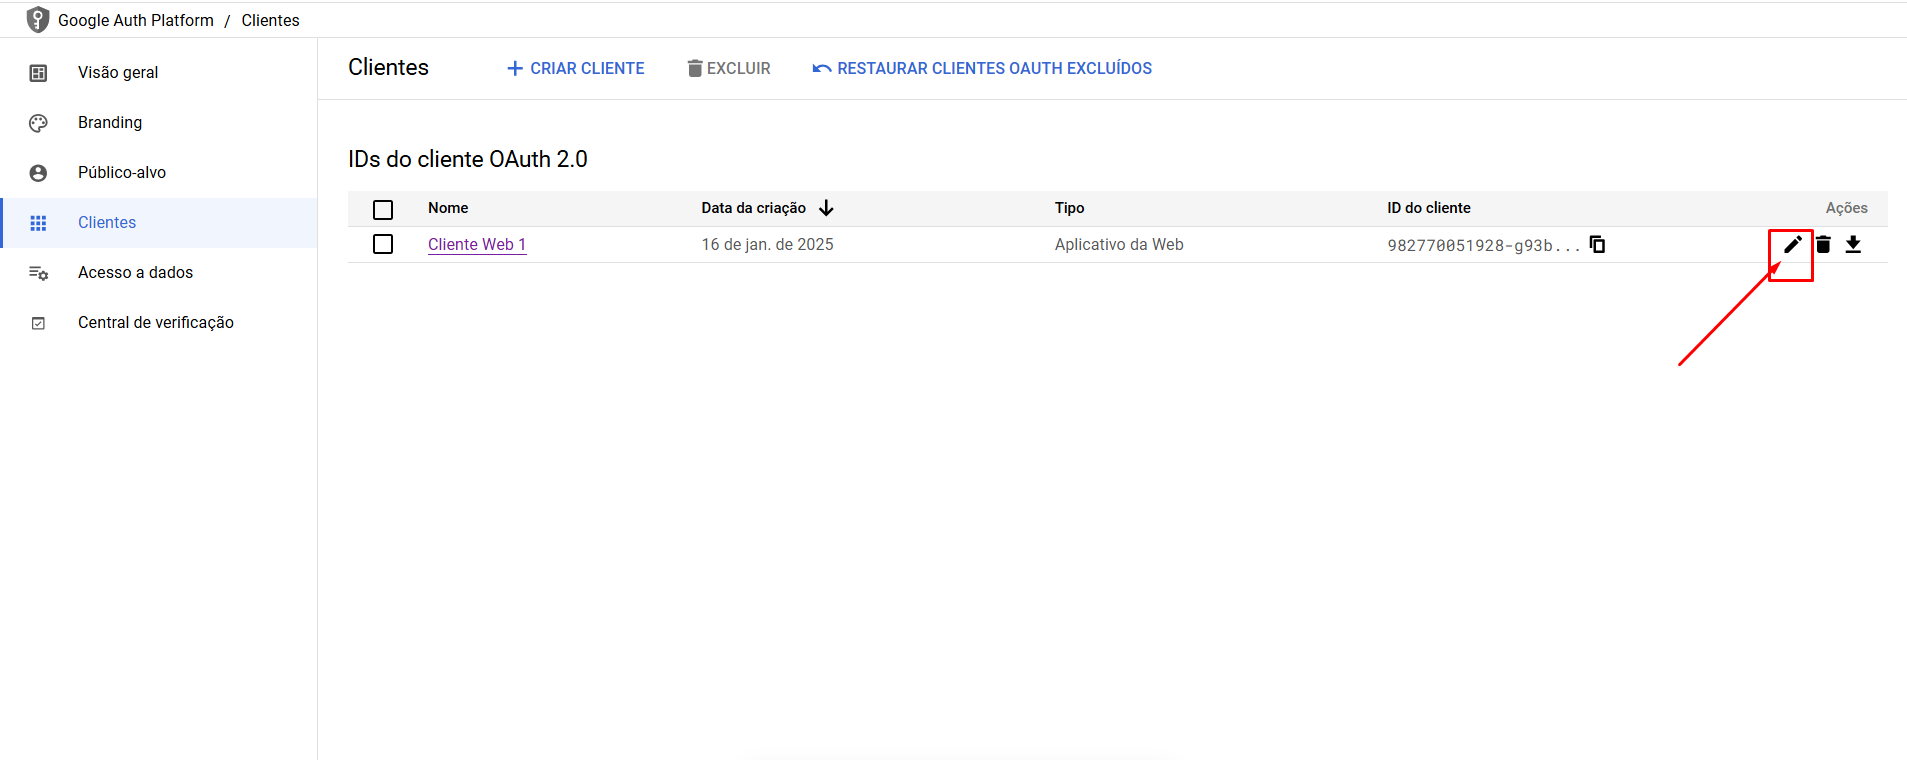 Google Auth Platform / Clientes
Visão geral
Branding
Público-alvo
Clientes
Acesso a dados
Central de verificação
Clientes
CRIAR CLIENTE
EXCLUIR
RESTAURAR CLIENTES OAUTH EXCLUÍDOS
IDs do cliente OAuth 2.0
Nome Data da criação Tipo ID do cliente Ações
Cliente Web 1 16 de jan. de 2025 Aplicativo da Web 982770051928-g93b...